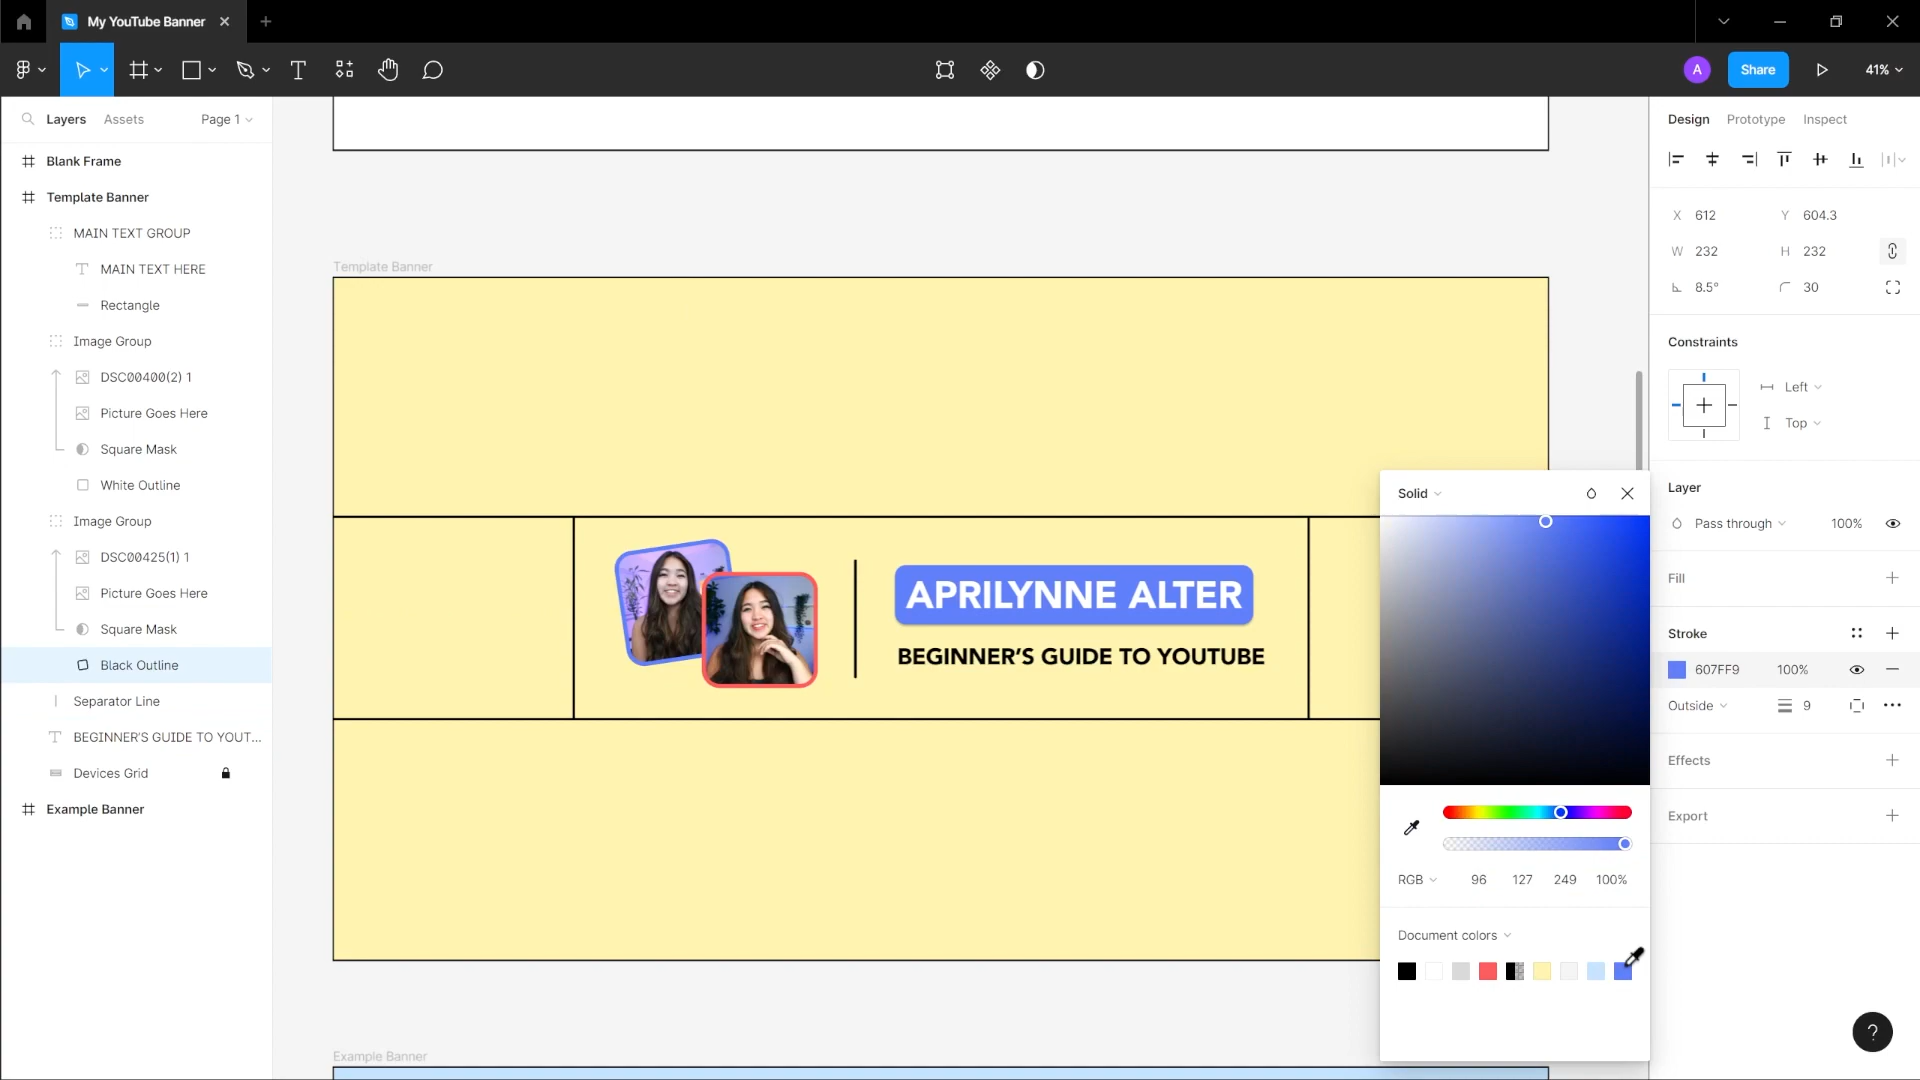 My YouTube Banner
A
Share
41%
Layers Assets Page 1
Blank Frame
Template Banner
MAIN TEXT GROUP
MAIN TEXT HERE
Rectangle
Image Group
DSC00400(2) 1
Picture Goes Here
Square Mask
White Outline
Image Group
DSC00425(1) 1
Picture Goes Here
Square Mask
Black Outline
Separator Line
BEGINNER'S GUIDE TO YOUT...
Devices Grid
Example Banner
Template Banner
APRILYNNE ALTER
BEGINNER'S GUIDE TO YOUTUBE
Example Banner
Solid
RGB 96 127 249 100%
Document colors
Design Prototype Inspect
X 612 Y 604.3
W 232 H 232
8.5° 30
Constraints
Left
Top
Layer
Pass through 100%
Fill
Stroke
607FF9 100%
Outside 9
Effects
Export
?